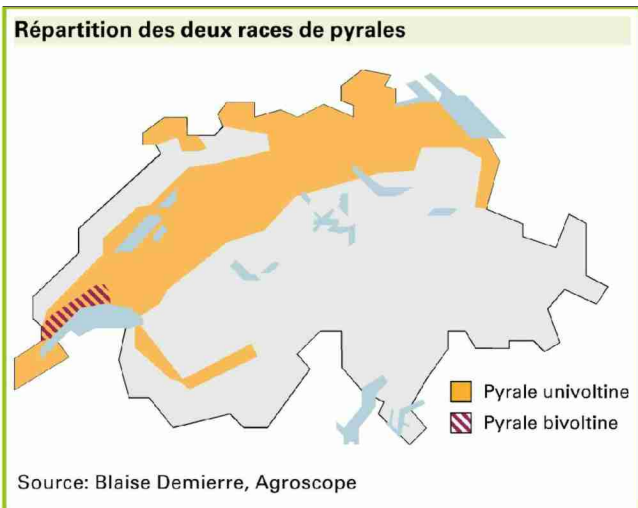 Répartition des deux races de pyrales
Pyrale univoltine
Pyrale bivoltine
Source: Blaise Demierre, Agroscope